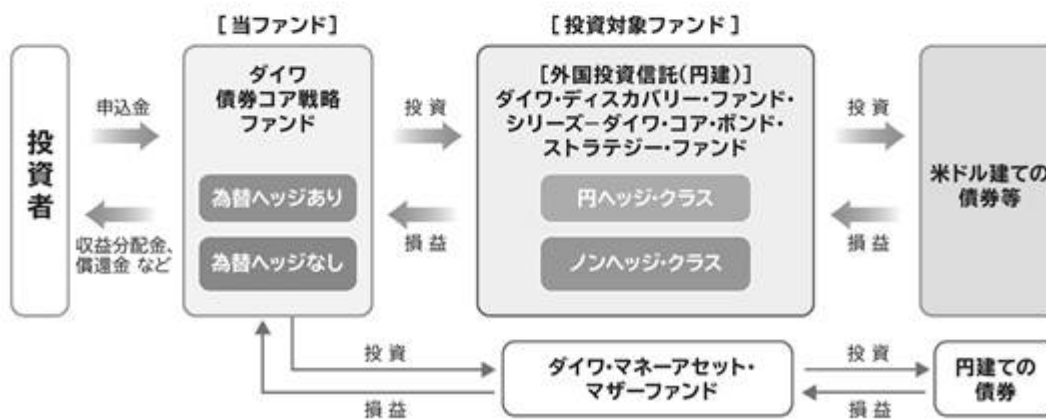 [当ファンド]
[投資対象ファンド]
投資者
申込金
収益分配金、
償還金 など
ダイワ
債券コア戦略
ファンド
為替ヘッジあり
為替ヘッジなし
投資
損益
[外国投資信託(円建)]
ダイワ・ディスカバリー・ファンド・
シリーズ－ダイワ・コア・ボンド・
ストラテジー・ファンド
円ヘッジ・クラス
ノンヘッジ・クラス
投資
損益
米ドル建ての
債券等
投資
損益
ダイワ・マネーアセット・
マザーファンド
投資
損益
円建ての
債券